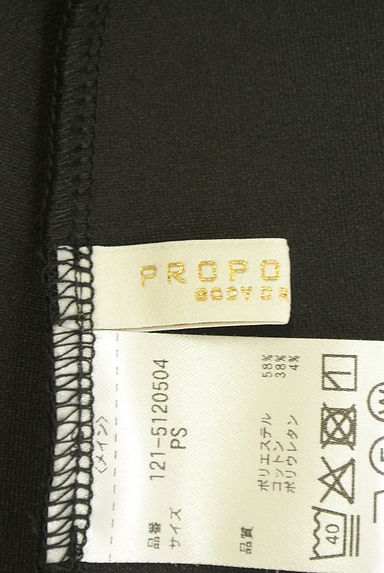 PROPO
BODY DR
〈メイン〉
品番 121-5120504
サイズ PS
品質 ポリエステル 58%
コットン 38%
ポリウレタン 4%
40
W